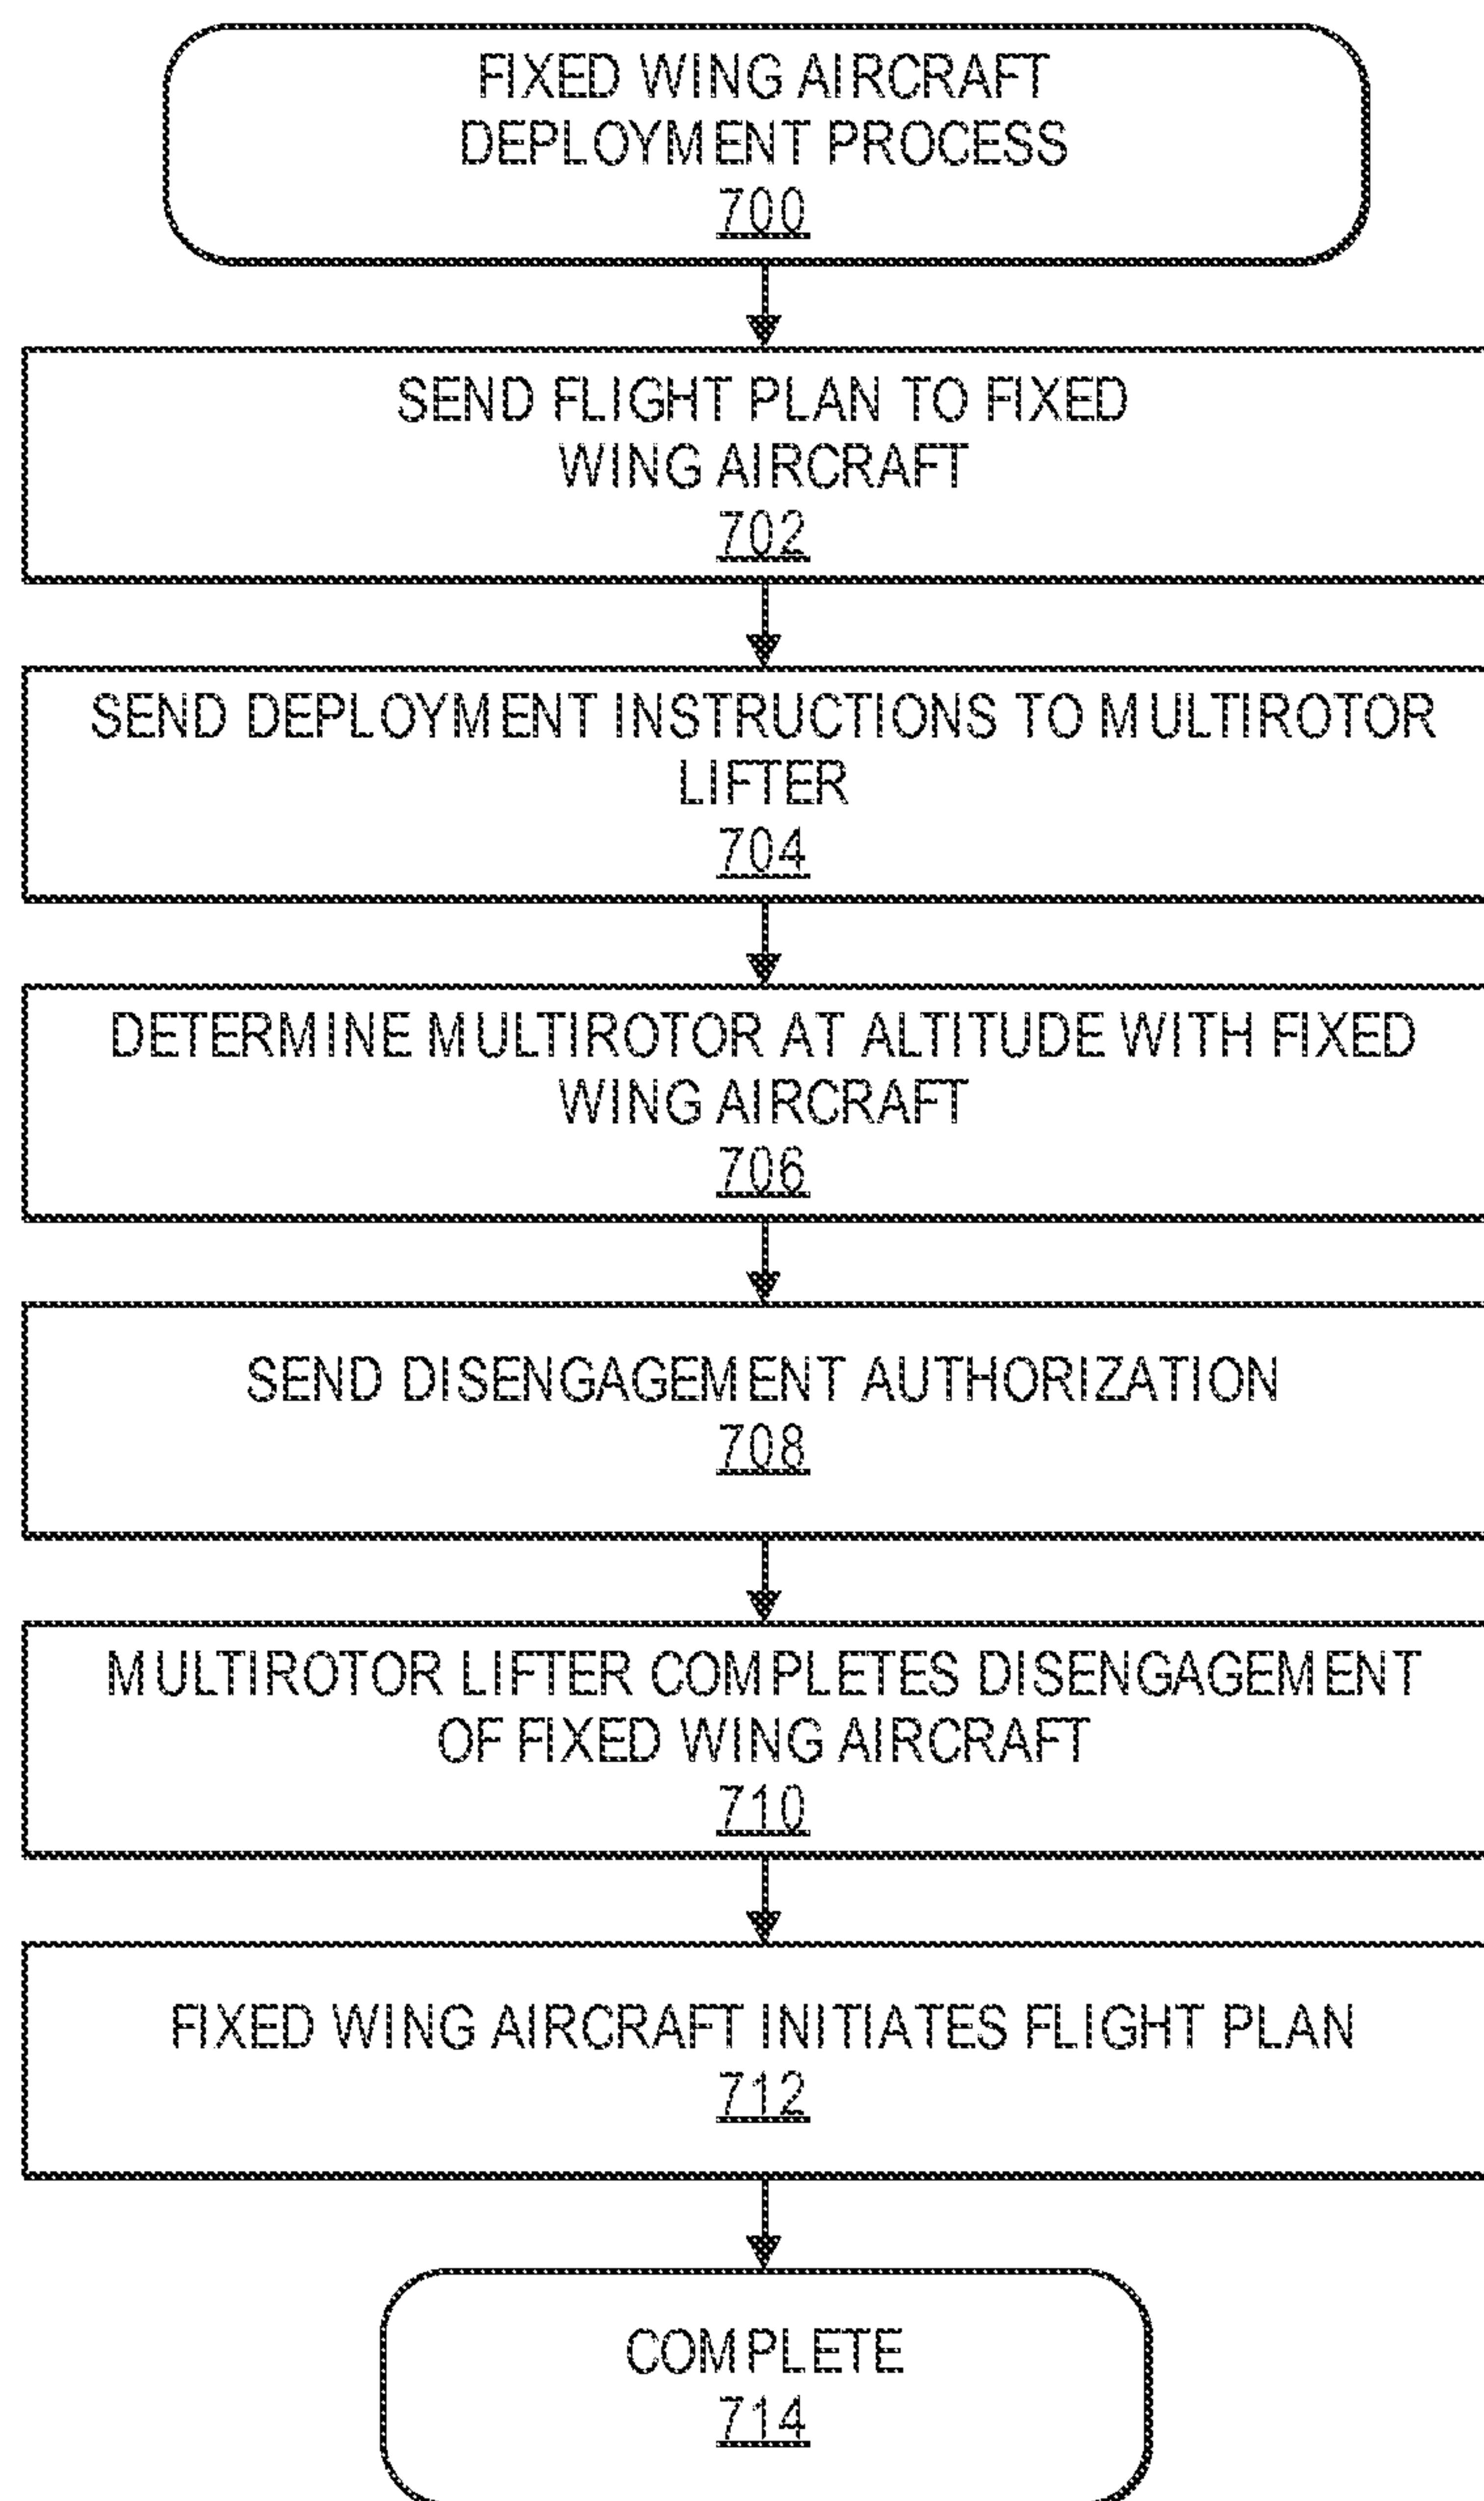 FIXED WING AIRCRAFT
DEPLOYMENT PROCESS
700
SEND FLIGHT PLAN TO FIXED
WING AIRCRAFT
702
SEND DEPLOYMENT INSTRUCTIONS TO MULTIROTOR
LIFTER
704
DETERMINE MULTIROTOR AT ALTITUDE WITH FIXED
WING AIRCRAFT
706
SEND DISENGAGEMENT AUTHORIZATION
708
MULTIROTOR LIFTER COMPLETES DISENGAGEMENT
OF FIXED WING AIRCRAFT
710
FIXED WING AIRCRAFT INITIATES FLIGHT PLAN
712
COMPLETE
714